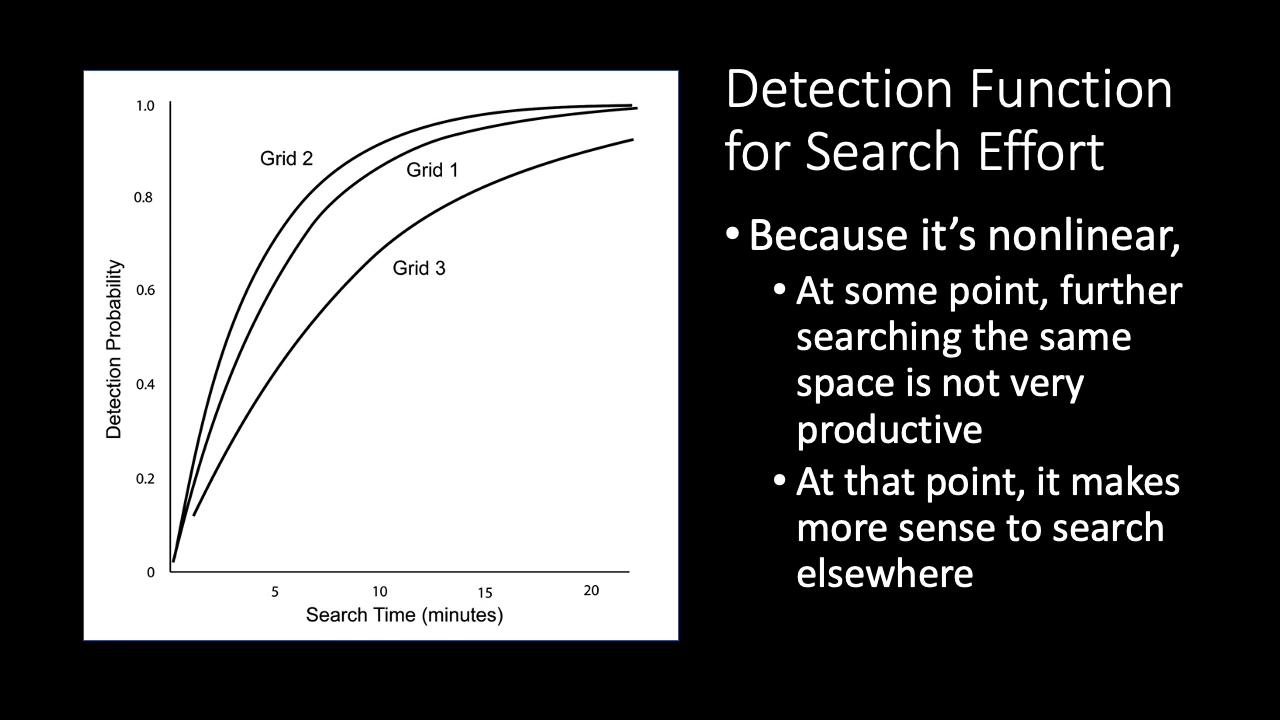 1.0
0.8
0.6
0.4
0.2
0
Detection Probability
Grid 2
Grid 1
Grid 3
5
10
15
20
Search Time (minutes)
Detection Function
for Search Effort
• Because it’s nonlinear,
• At some point, further
searching the same
space is not very
productive
• At that point, it makes
more sense to search
elsewhere